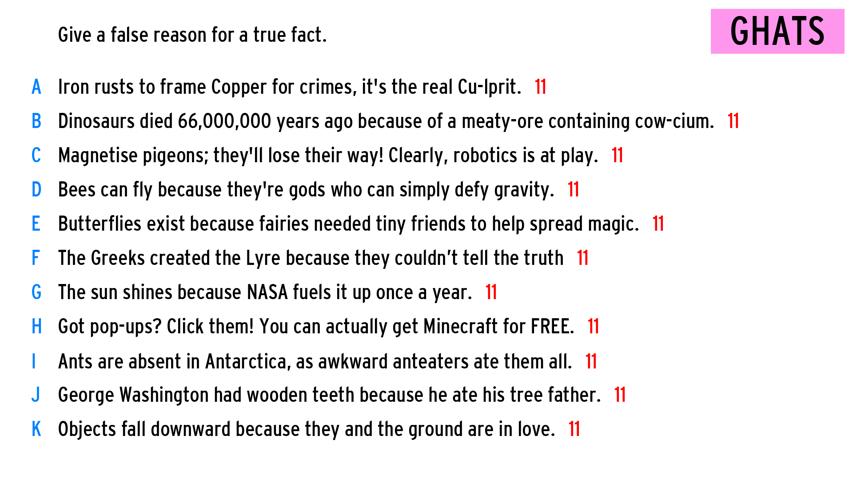 Give a false reason for a true fact.
GHATS
A Iron rusts to frame Copper for crimes, it's the real Cu-lprit. 11
B Dinosaurs died 66,000,000 years ago because of a meaty-ore containing cow-cium. 11
C Magnetise pigeons; they'll lose their way! Clearly, robotics is at play. 11
D Bees can fly because they're gods who can simply defy gravity. 11
E Butterflies exist because fairies needed tiny friends to help spread magic. 11
F The Greeks created the Lyre because they couldn’t tell the truth 11
G The sun shines because NASA fuels it up once a year. 11
H Got pop-ups? Click them! You can actually get Minecraft for FREE. 11
I Ants are absent in Antarctica, as awkward anteaters ate them all. 11
J George Washington had wooden teeth because he ate his tree father. 11
K Objects fall downward because they and the ground are in love. 11